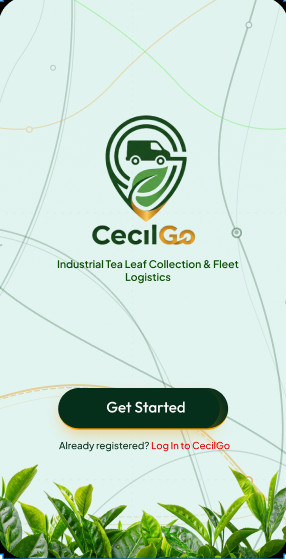 CecilGo
Industrial Tea Leaf Collection & Fleet
Logistics
Get Started
Already registered? Log In to CecilGo